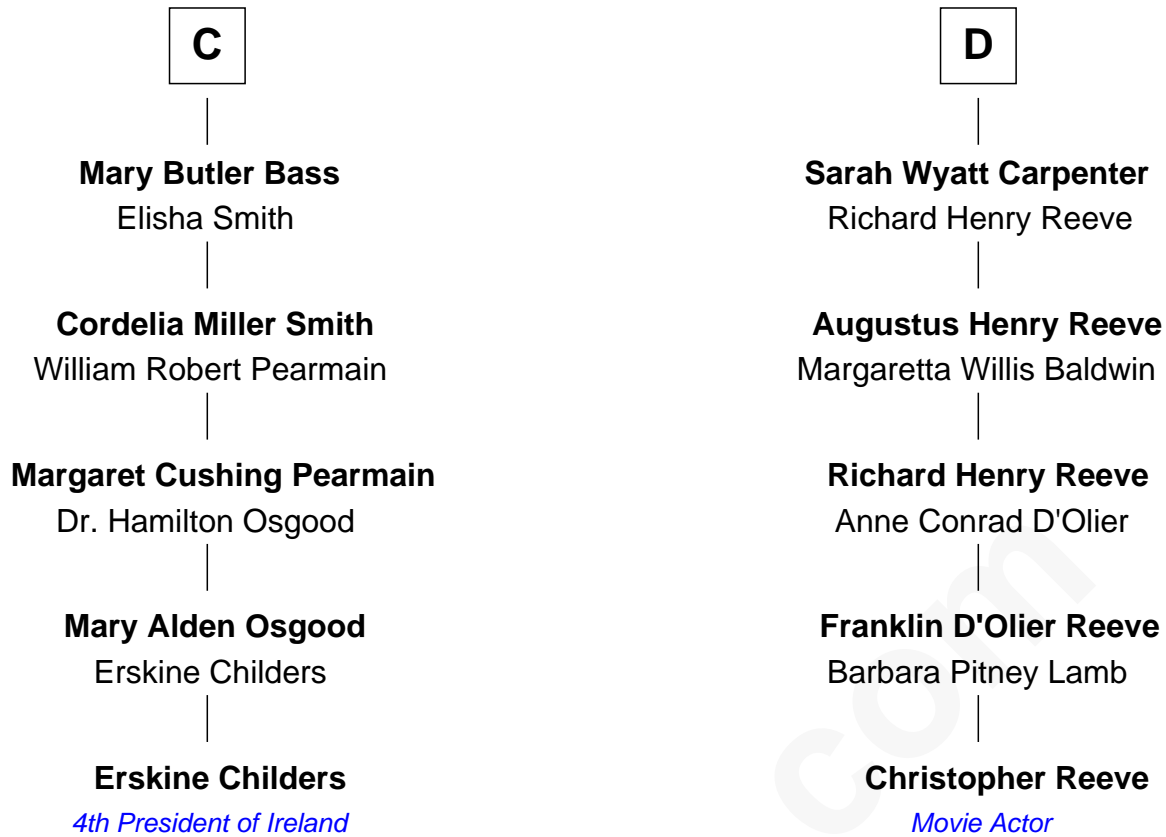 C
Mary Butler Bass
Elisha Smith
Cordelia Miller Smith
William Robert Pearmain
Margaret Cushing Pearmain
Dr. Hamilton Osgood
Mary Alden Osgood
Erskine Childers
Erskine Childers
4th President of Ireland
D
Sarah Wyatt Carpenter
Richard Henry Reeve
Augustus Henry Reeve
Margaretta Willis Baldwin
Richard Henry Reeve
Anne Conrad D'Olier
Franklin D'Olier Reeve
Barbara Pitney Lamb
Christopher Reeve
Movie Actor
com